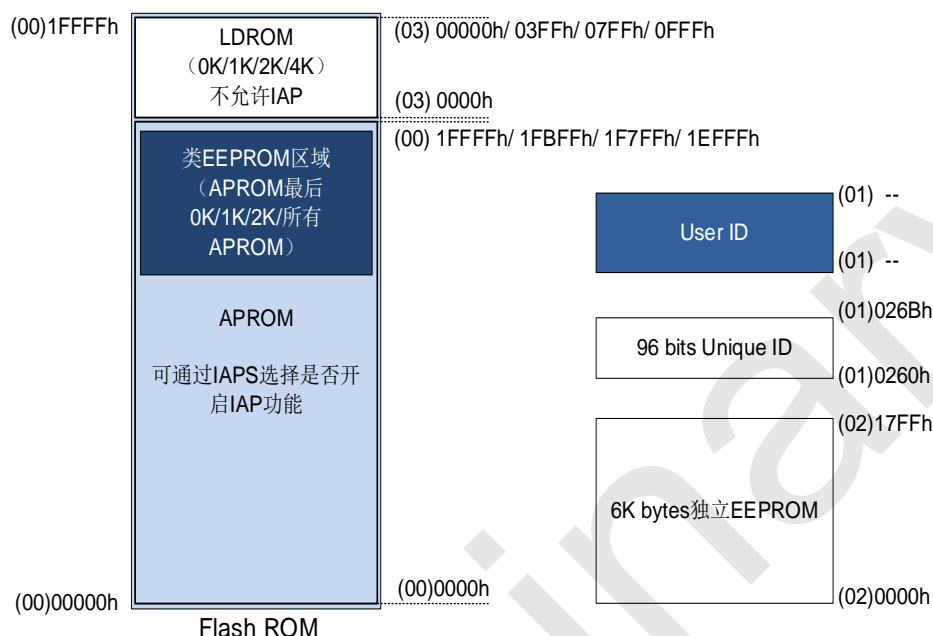 (00)1FFFFh
LDROM
（0K/1K/2K/4K）
不允许IAP
(03) 00000h/ 03FFh/ 07FFh/ 0FFFh
(03) 0000h
(00) 1FFFFh/ 1FBFFh/ 1F7FFh/ 1EFFFh
类EEPROM区域
（APROM最后
0K/1K/2K/所有
APROM）
APROM
可通过IAPS选择是否开
启IAP功能
(00)00000h
(00)0000h
Flash ROM
(01) --
User ID
(01) --
(01)026Bh
96 bits Unique ID
(01)0260h
(02)17FFh
6K bytes独立EEPROM
(02)0000h